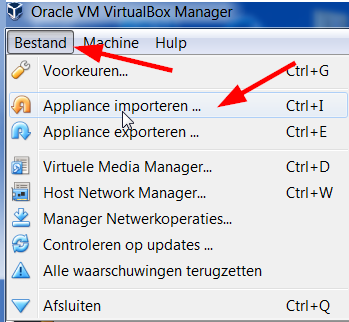 Oracle VM VirtualBox Manager
Bestand Machine Hulp
Voorkeuren... Ctrl+G
Appliance importeren ... Ctrl+I
Appliance exporteren ... Ctrl+E
Virtuele Media Manager... Ctrl+D
Host Network Manager... Ctrl+W
Manager Netwerkoperaties...
Controleren op updates ...
Alle waarschuwingen terugzetten
Afsluiten Ctrl+Q